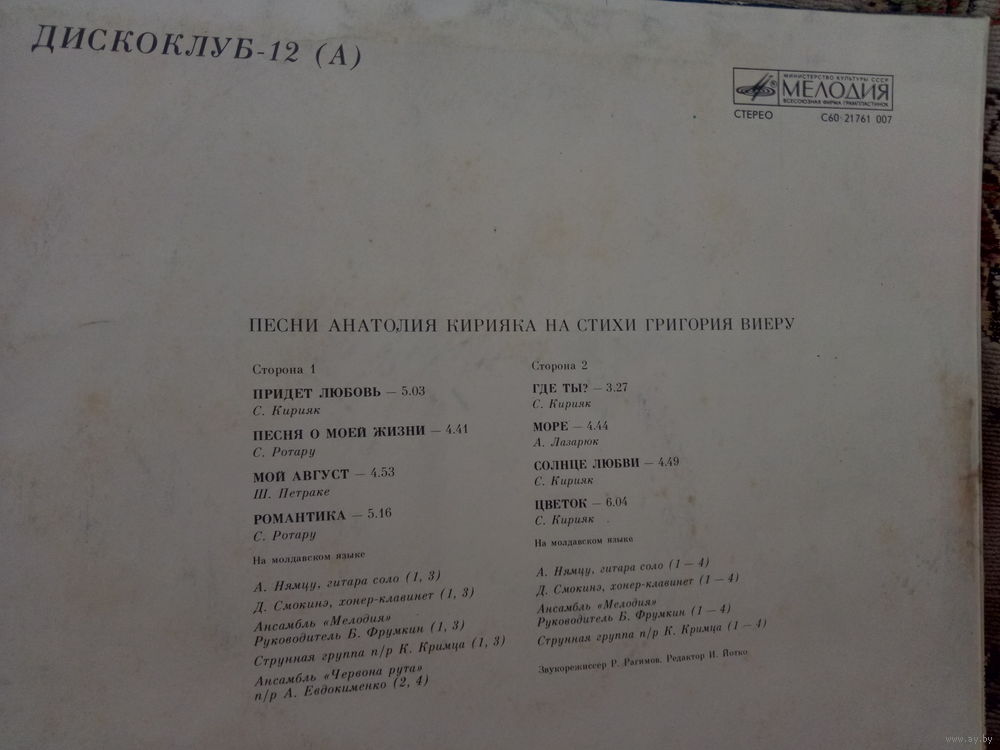 ДИСКОКЛУБ-12 (А)
МИНИСТЕРСТВО КУЛЬТУРЫ СССР
МЕЛОДИЯ
ВСЕСОЮЗНАЯ ФИРМА ГРАМПЛАСТИНОК
СТЕРЕО С60 21761 007
ПЕСНИ АНАТОЛИЯ КИРИЯКА НА СТИХИ ГРИГОРИЯ ВИЕРУ
Сторона 1
ПРИДЕТ ЛЮБОВЬ — 5.03
С. Кирияк
ПЕСНЯ О МОЕЙ ЖИЗНИ — 4.41
С. Ротару
МОЙ АВГУСТ — 4.53
Ш. Петраке
РОМАНТИКА — 5.16
С. Ротару
На молдавском языке
А. Нямцу, гитара соло (1, 3)
Д. Смокинэ, хонер-клавинет (1, 3)
Ансамбль «Мелодия»
Руководитель Б. Фрумкин (1, 3)
Струнная группа п/р К. Кримца (1, 3)
Ансамбль «Червона рута»
п/р А. Евдокименко (2, 4)
Сторона 2
ГДЕ ТЫ? — 3.27
С. Кирияк
МОРЕ — 4.44
А. Лазарюк
СОЛНЦЕ ЛЮБВИ — 4.49
С. Кирияк
ЦВЕТОК — 6.04
С. Кирияк
На молдавском языке
А. Нямцу, гитара соло (1 — 4)
Д. Смокинэ, хонер-клавинет (1 — 4)
Ансамбль «Мелодия»
Руководитель Б. Фрумкин (1 — 4)
Струнная группа п/р К. Кримца (1 — 4)
Звукорежиссер Р. Рагимов. Редактор И. Йотко
www.ay.by